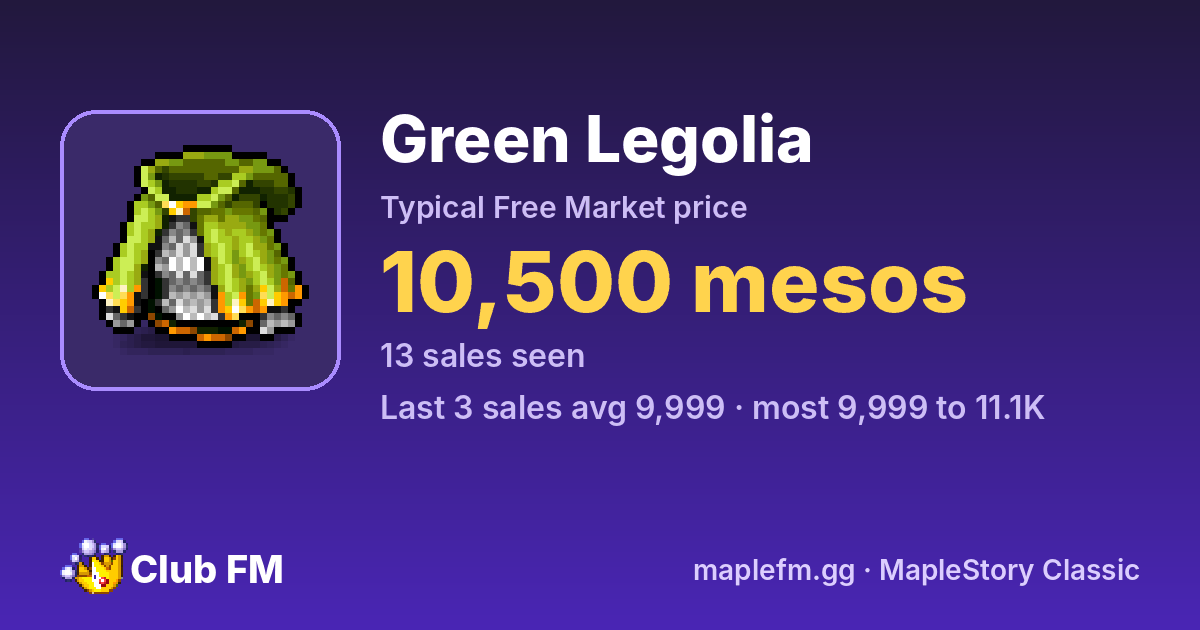 Green Legolia
Typical Free Market price
10,500 mesos
13 sales seen
Last 3 sales avg 9,999 · most 9,999 to 11.1K
Club FM
maplefm.gg · MapleStory Classic